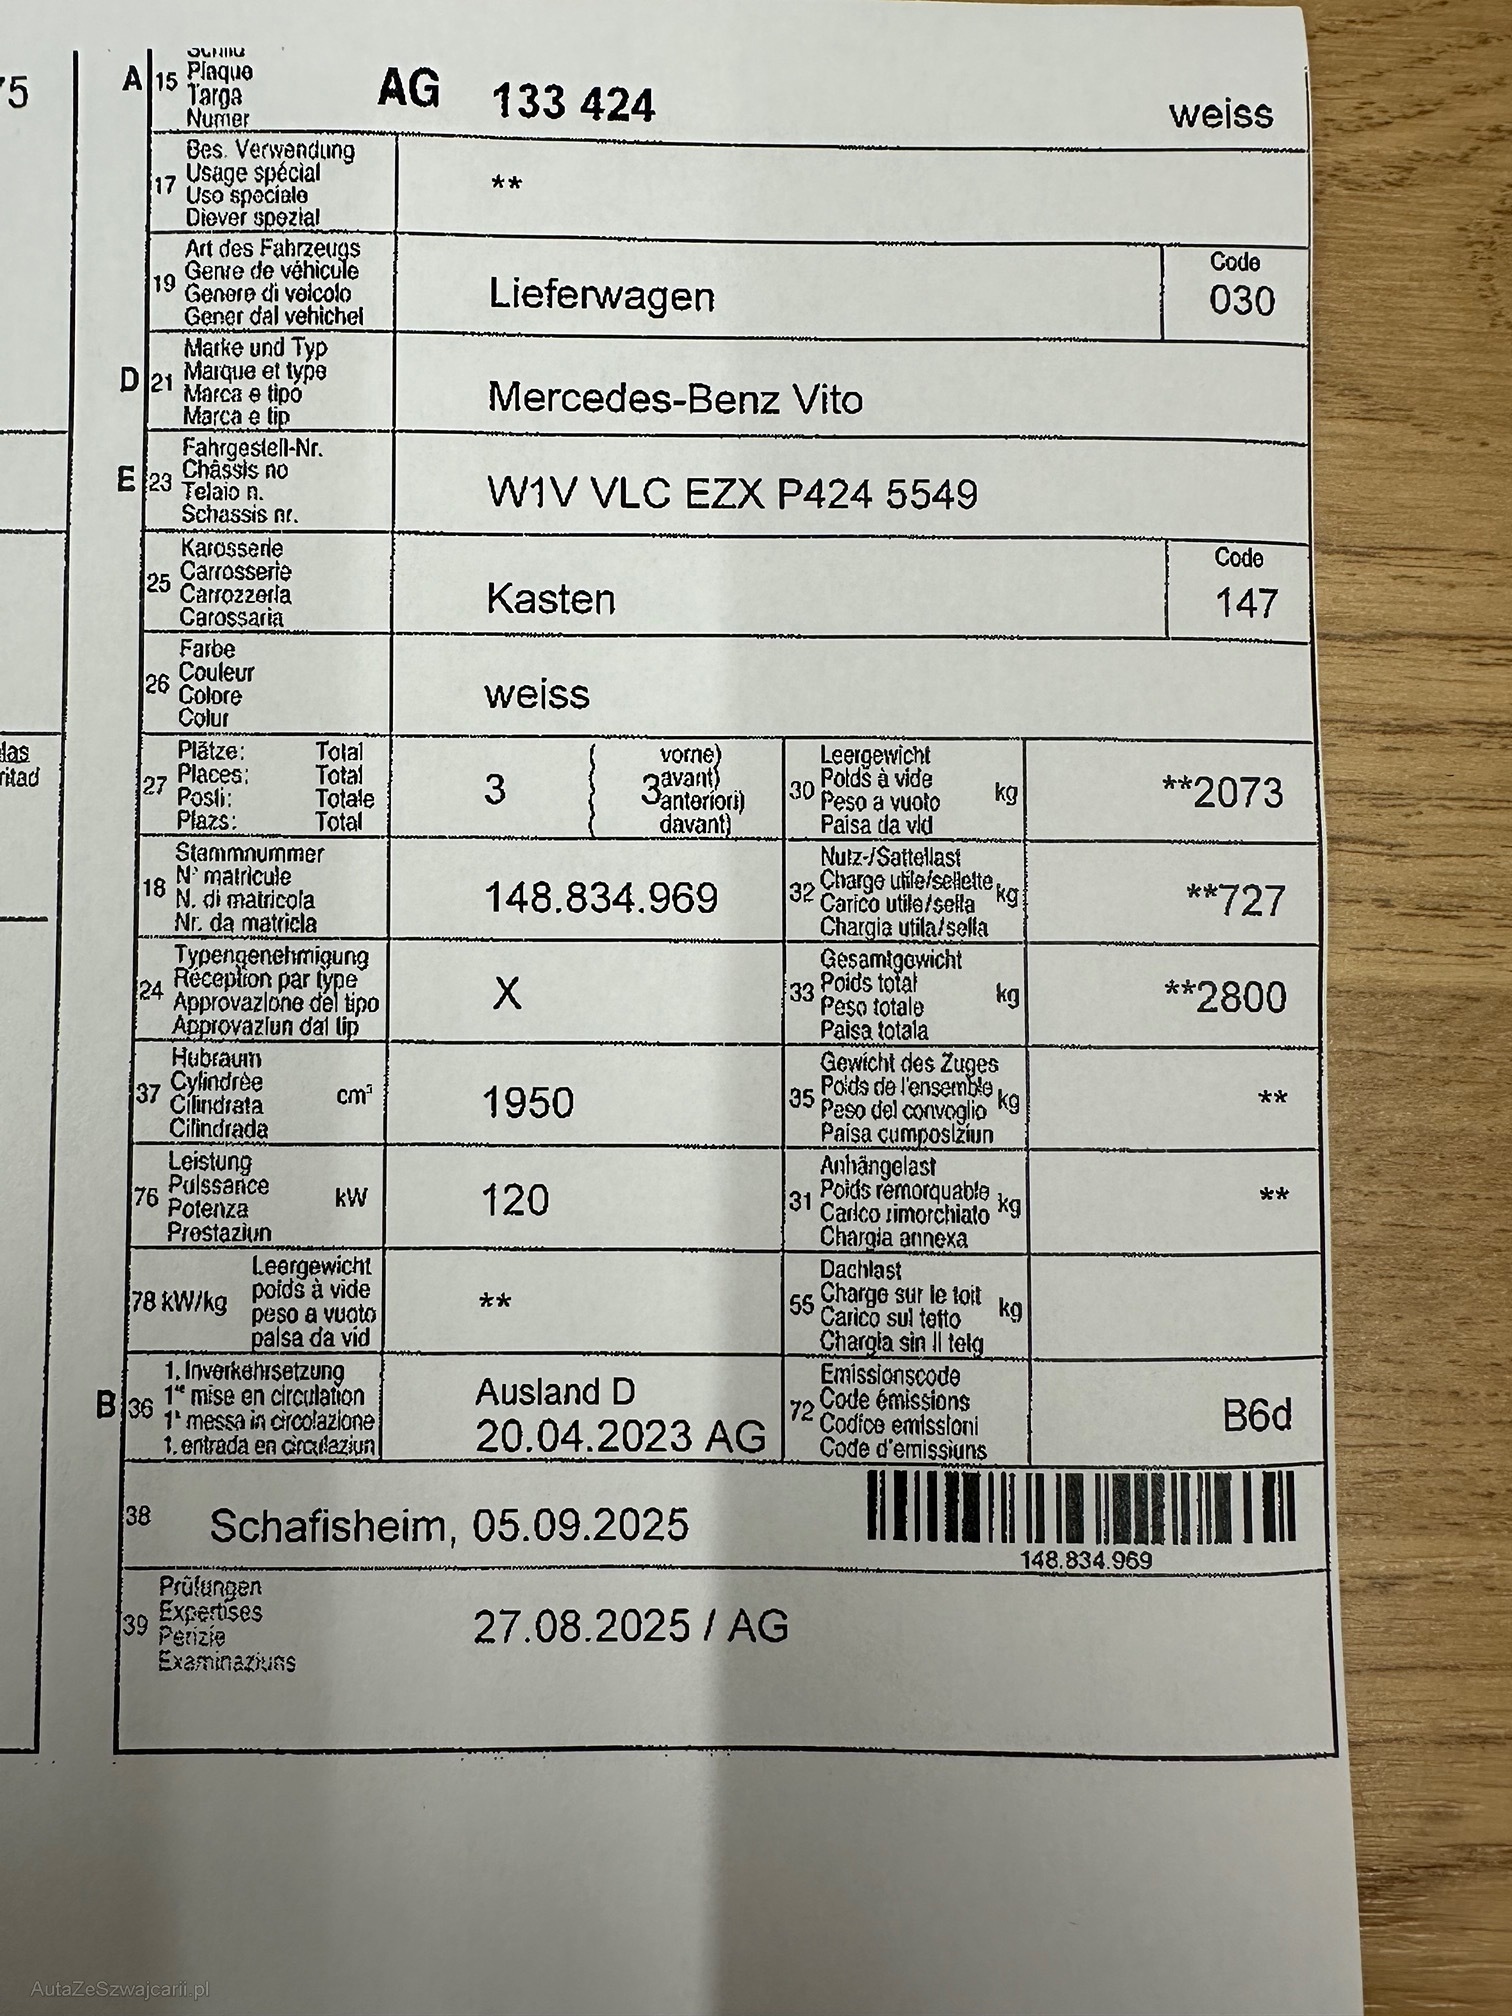 '75
A 15 Schild
Plaque
Targa
Numer
AG 133 424 weiss
17 Bes. Verwendung
Usage spécial
Uso speciale
Diever spezial
**
19 Art des Fahrzeugs
Genre de véhicule
Genere di veicolo
Gener dal vehichel
Lieferwagen
Code
030
D 21 Marke und Typ
Marque et type
Marca e tipo
Marca e tip
Mercedes-Benz Vito
E 23 Fahrgestell-Nr.
Châssis no
Telaio n.
Schassis nr.
W1V VLC EZX P424 5549
25 Karosserie
Carrosserie
Carrozzeria
Carossaria
Kasten
Code
147
26 Farbe
Couleur
Colore
Colur
weiss
27 Plätze: Total
Places: Total
Posti: Totale
Plazs: Total
3 ( 3 vorne)
avant)
anteriori)
davant)
30 Leergewicht
Poids à vide
Peso a vuoto
Paisa da vid
kg
**2073
18 Stammnummer
N° matricule
N. di matricola
Nr. da matricla
148.834.969
32 Nutz-/Sattellast
Charge utile/sellette
Carico utile/sella
Chargia utila/sella
kg
**727
24 Typengenehmigung
Réception par type
Approvazione del tipo
Approvaziun dal tip
X
33 Gesamtgewicht
Poids total
Peso totale
Paisa totala
kg
**2800
37 Hubraum
Cylindrée
Cilindrata
Cilindrada
cm³
1950
35 Gewicht des Zuges
Poids de l'ensemble
Peso del convoglio
Paisa cumposiziun
kg
**
76 Leistung
Puissance
Potenza
Prestaziun
kW
120
31 Anhängelast
Poids remorquable
Carico rimorchiato
Chargia annexa
kg
**
78 kW/kg
Leergewicht
poids à vide
peso a vuoto
paisa da vid
**
55 Dachlast
Charge sur le toit
Carico sul tetto
Chargia sin il tetg
kg
B 36 1. Inverkehrsetzung
1re mise en circulation
1a messa in circolazione
1. entrada en circulaziun
Ausland D
20.04.2023 AG
72 Emissionscode
Code émissions
Codice emissioni
Code d'emissiuns
B6d
38 Schafisheim, 05.09.2025
148.834.969
39 Prüfungen
Expertises
Perizie
Examinaziuns
27.08.2025 / AG
AutaZeSzwajcarii.pl